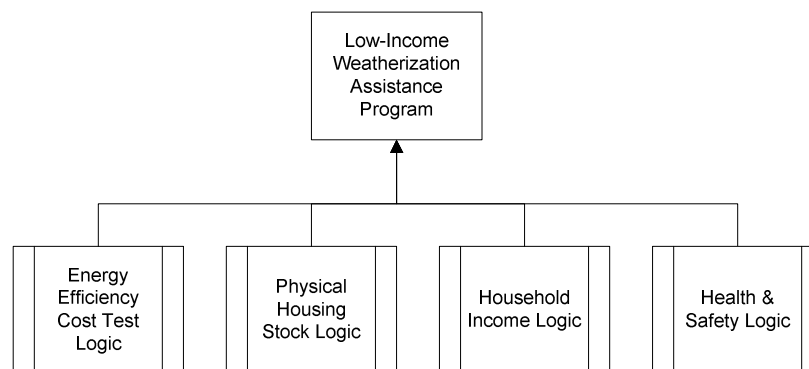 Low-Income
Weatherization
Assistance
Program
Energy
Efficiency
Cost Test
Logic
Physical
Housing
Stock Logic
Household
Income Logic
Health &
Safety Logic